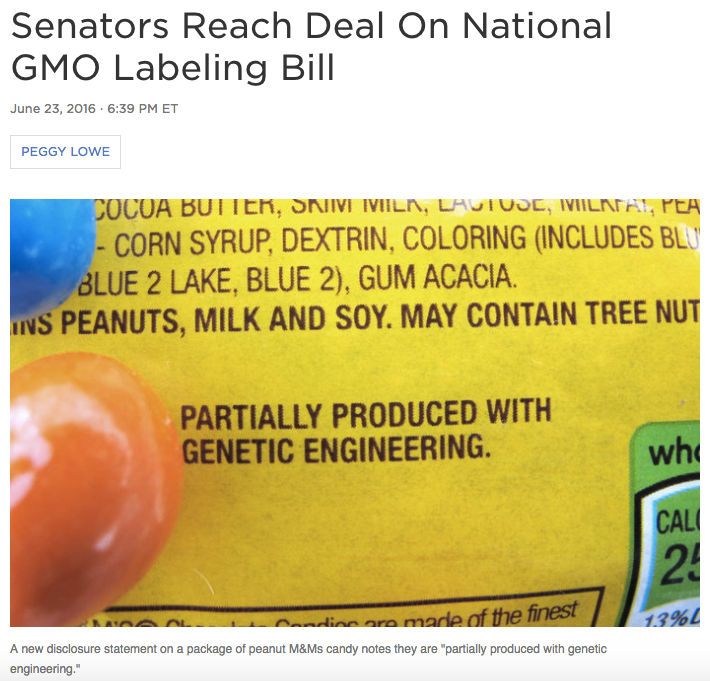 Senators Reach Deal On National
GMO Labeling Bill
June 23, 2016 · 6:39 PM ET
PEGGY LOWE
COCOA BUTTER, SKIM MILK, LACTOSE, MILKFAT, PEA
- CORN SYRUP, DEXTRIN, COLORING (INCLUDES BLU
BLUE 2 LAKE, BLUE 2), GUM ACACIA.
INS PEANUTS, MILK AND SOY. MAY CONTAIN TREE NUT
PARTIALLY PRODUCED WITH
GENETIC ENGINEERING.
who
CAL
25
13%
are made of the finest
A new disclosure statement on a package of peanut M&Ms candy notes they are "partially produced with genetic
engineering."